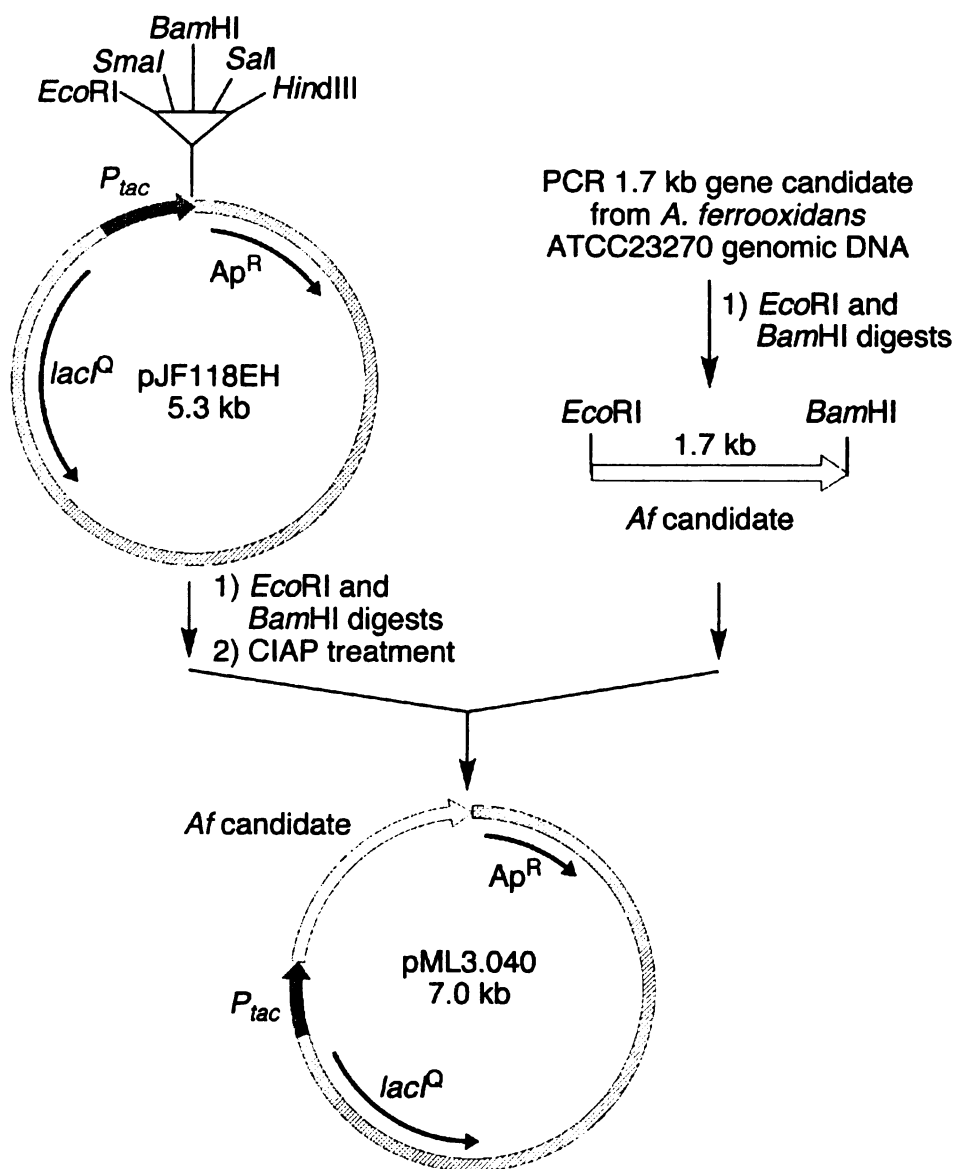 BamHI
SmaI
SalI
EcoRI
HindIII
Ptac
ApR
lacIQ
pJF118EH
5.3 kb
PCR 1.7 kb gene candidate
from A. ferrooxidans
ATCC23270 genomic DNA
1) EcoRI and
BamHI digests
EcoRI
BamHI
1.7 kb
Af candidate
1) EcoRI and
BamHI digests
2) CIAP treatment
Af candidate
ApR
pML3.040
7.0 kb
Ptac
lacIQ